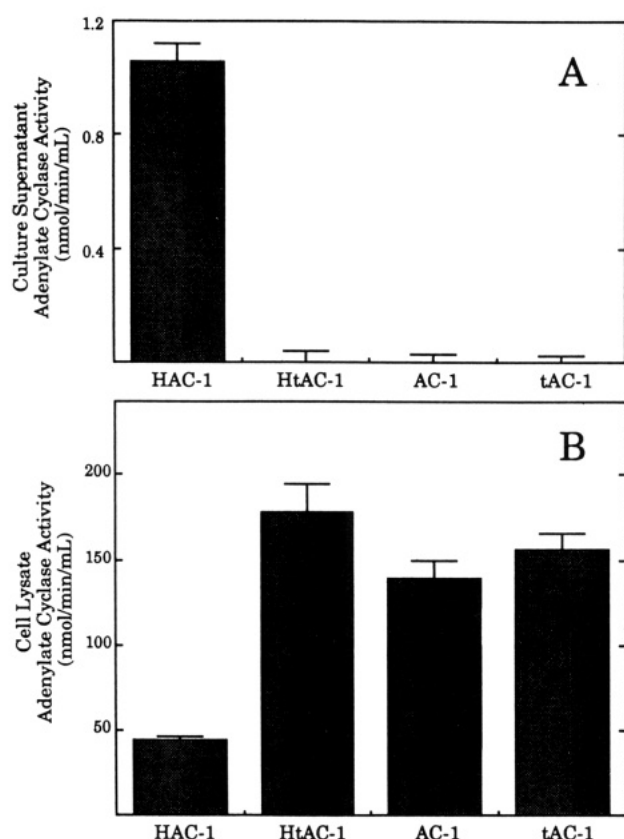 1.2
A
0.8
0.4
Culture Supernatant
Adenylate Cyclase Activity
(nmol/min/mL)
HAC-1 HtAC-1 AC-1 tAC-1
B
200
150
100
50
Cell Lysate
Adenylate Cyclase Activity
(nmol/min/mL)
HAC-1 HtAC-1 AC-1 tAC-1